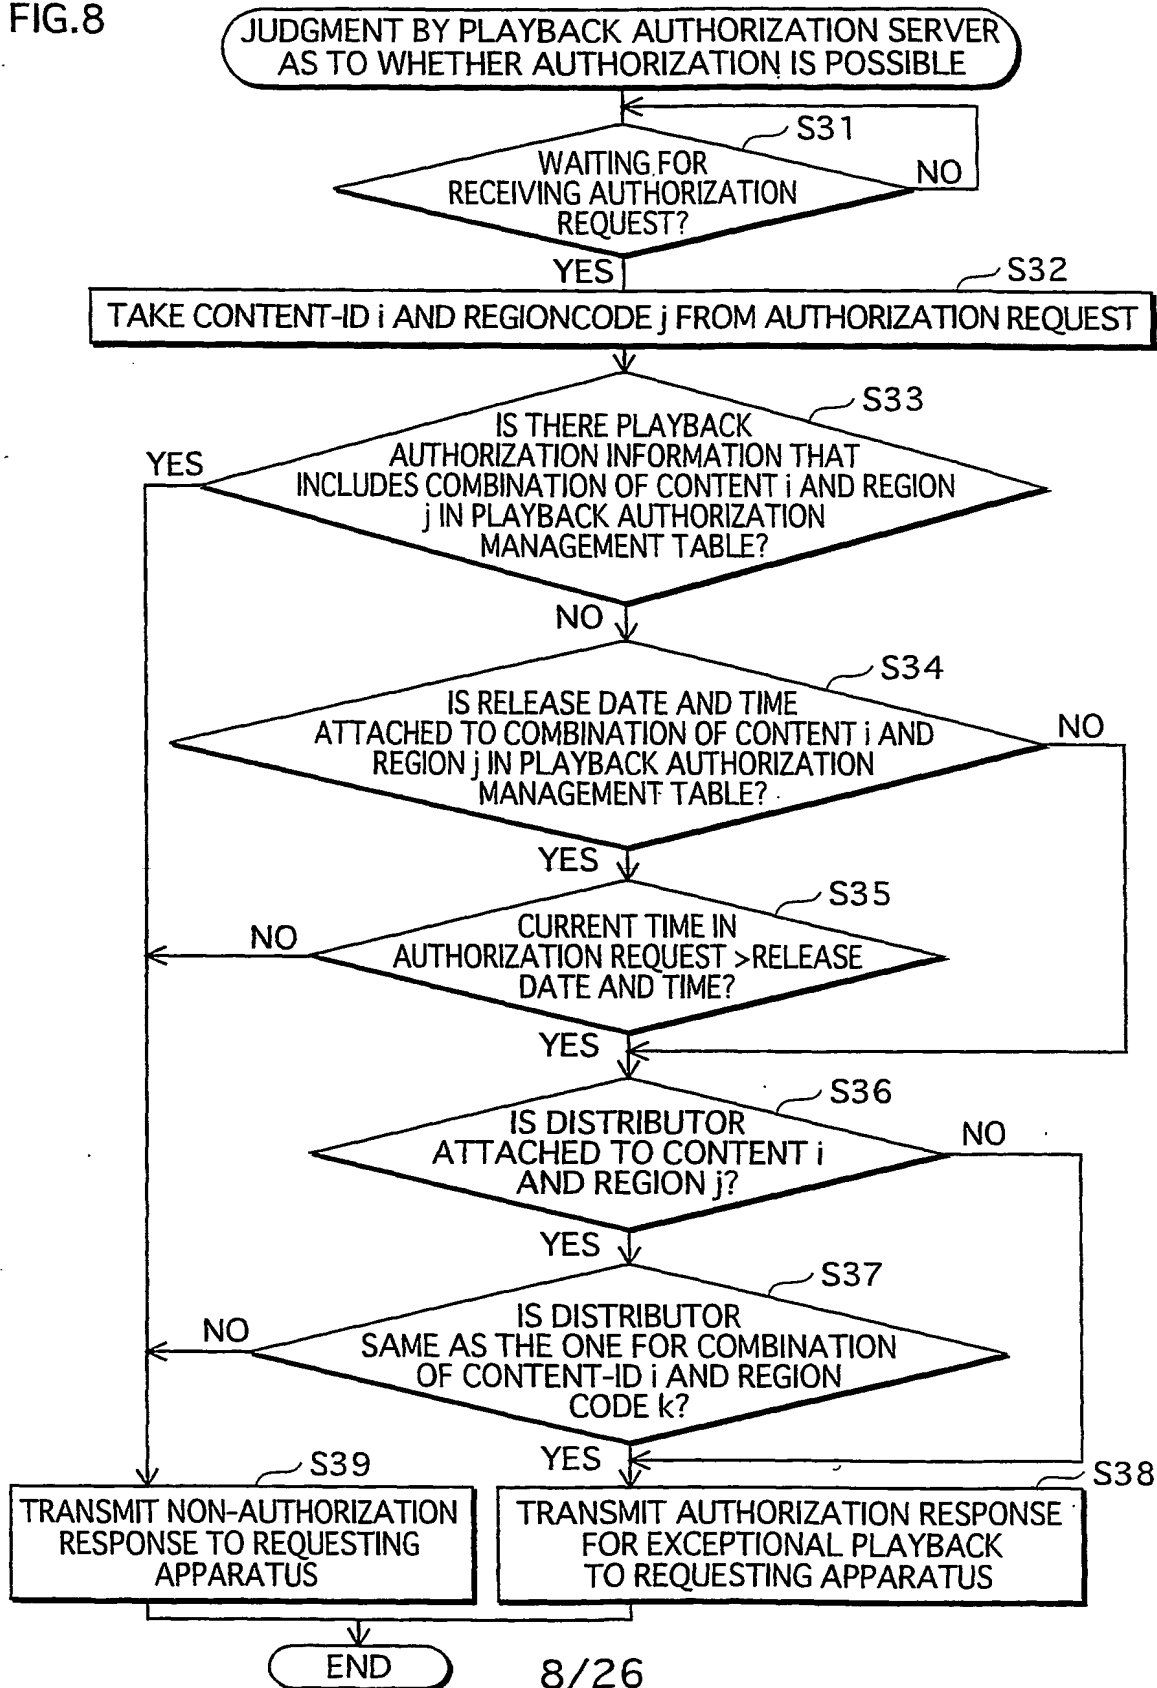 FIG.8
JUDGMENT BY PLAYBACK AUTHORIZATION SERVER
AS TO WHETHER AUTHORIZATION IS POSSIBLE
S31
WAITING FOR
RECEIVING AUTHORIZATION
REQUEST?
NO
YES
S32
TAKE CONTENT-ID i AND REGIONCODE j FROM AUTHORIZATION REQUEST
S33
IS THERE PLAYBACK
AUTHORIZATION INFORMATION THAT
INCLUDES COMBINATION OF CONTENT i AND REGION
j IN PLAYBACK AUTHORIZATION
MANAGEMENT TABLE?
YES
NO
S34
IS RELEASE DATE AND TIME
ATTACHED TO COMBINATION OF CONTENT i AND
REGION j IN PLAYBACK AUTHORIZATION
MANAGEMENT TABLE?
NO
YES
S35
CURRENT TIME IN
AUTHORIZATION REQUEST >RELEASE
DATE AND TIME?
NO
YES
S36
IS DISTRIBUTOR
ATTACHED TO CONTENT i
AND REGION j?
NO
YES
S37
IS DISTRIBUTOR
SAME AS THE ONE FOR COMBINATION
OF CONTENT-ID i AND REGION
CODE k?
NO
YES
S39
TRANSMIT NON-AUTHORIZATION
RESPONSE TO REQUESTING
APPARATUS
S38
TRANSMIT AUTHORIZATION RESPONSE
FOR EXCEPTIONAL PLAYBACK
TO REQUESTING APPARATUS
END
8/26